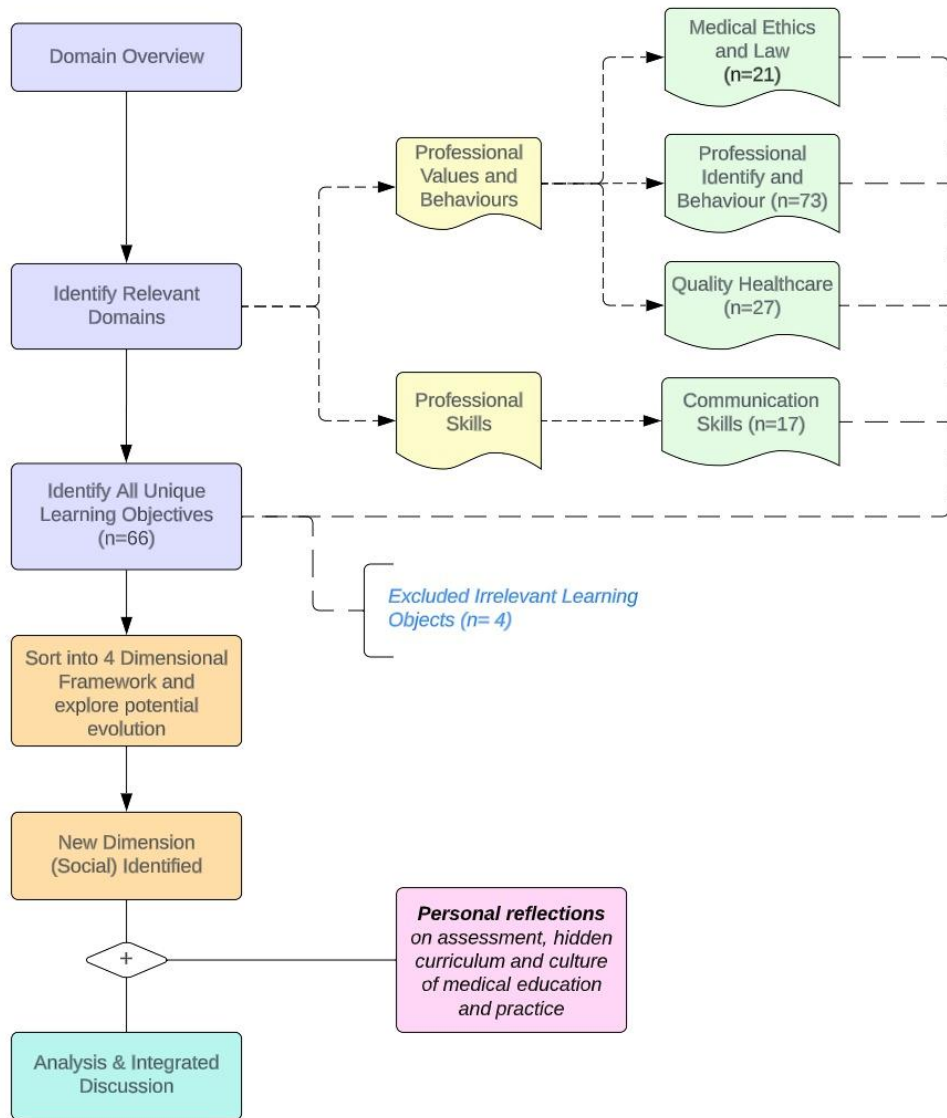 Domain Overview
Medical Ethics
and Law
(n=21)
Professional
Values and
Behaviours
Professional
Identify and
Behaviour (n=73)
Identify Relevant
Domains
Quality Healthcare
(n=27)
Professional
Skills
Communication
Skills (n=17)
Identify All Unique
Learning Objectives
(n=66)
Excluded Irrelevant Learning
Objects (n= 4)
Sort into 4 Dimensional
Framework and
explore potential
evolution
New Dimension
(Social) Identified
+
Personal reflections
on assessment, hidden
curriculum and culture
of medical education
and practice
Analysis & Integrated
Discussion